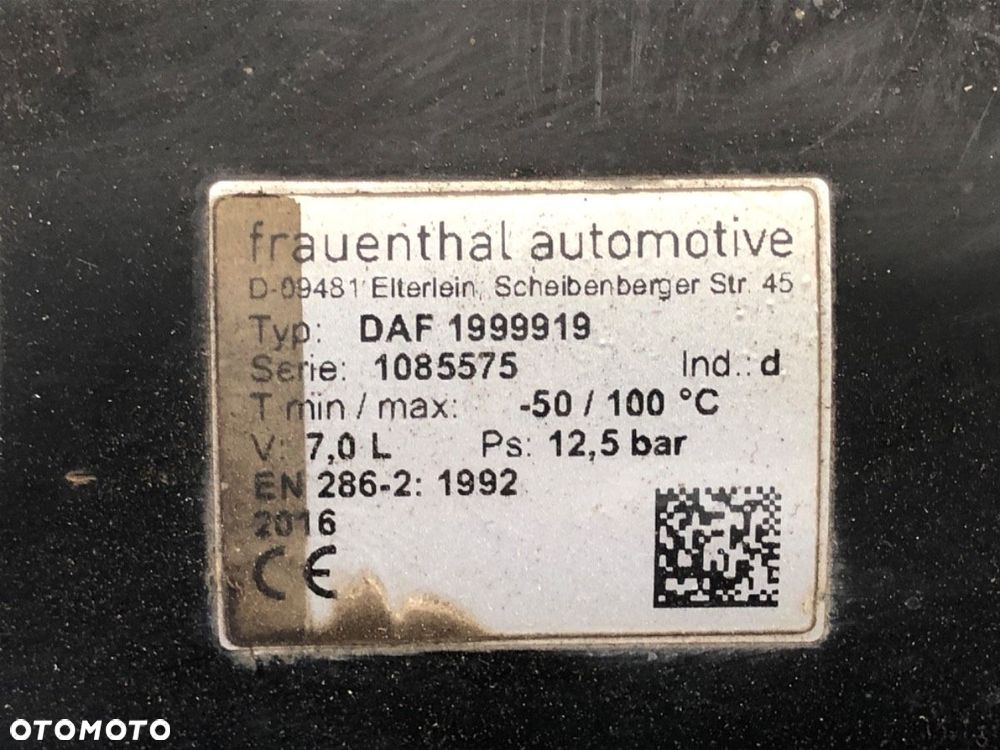 frauenthal automotive
D-09481 Elterlein, Scheibenberger Str. 45
Typ: DAF 1999919
Serie: 1085575 Ind.: d
T min / max: -50 / 100 °C
V: 7,0 L Ps: 12,5 bar
EN 286-2: 1992
2016
CE
OTOMOTO